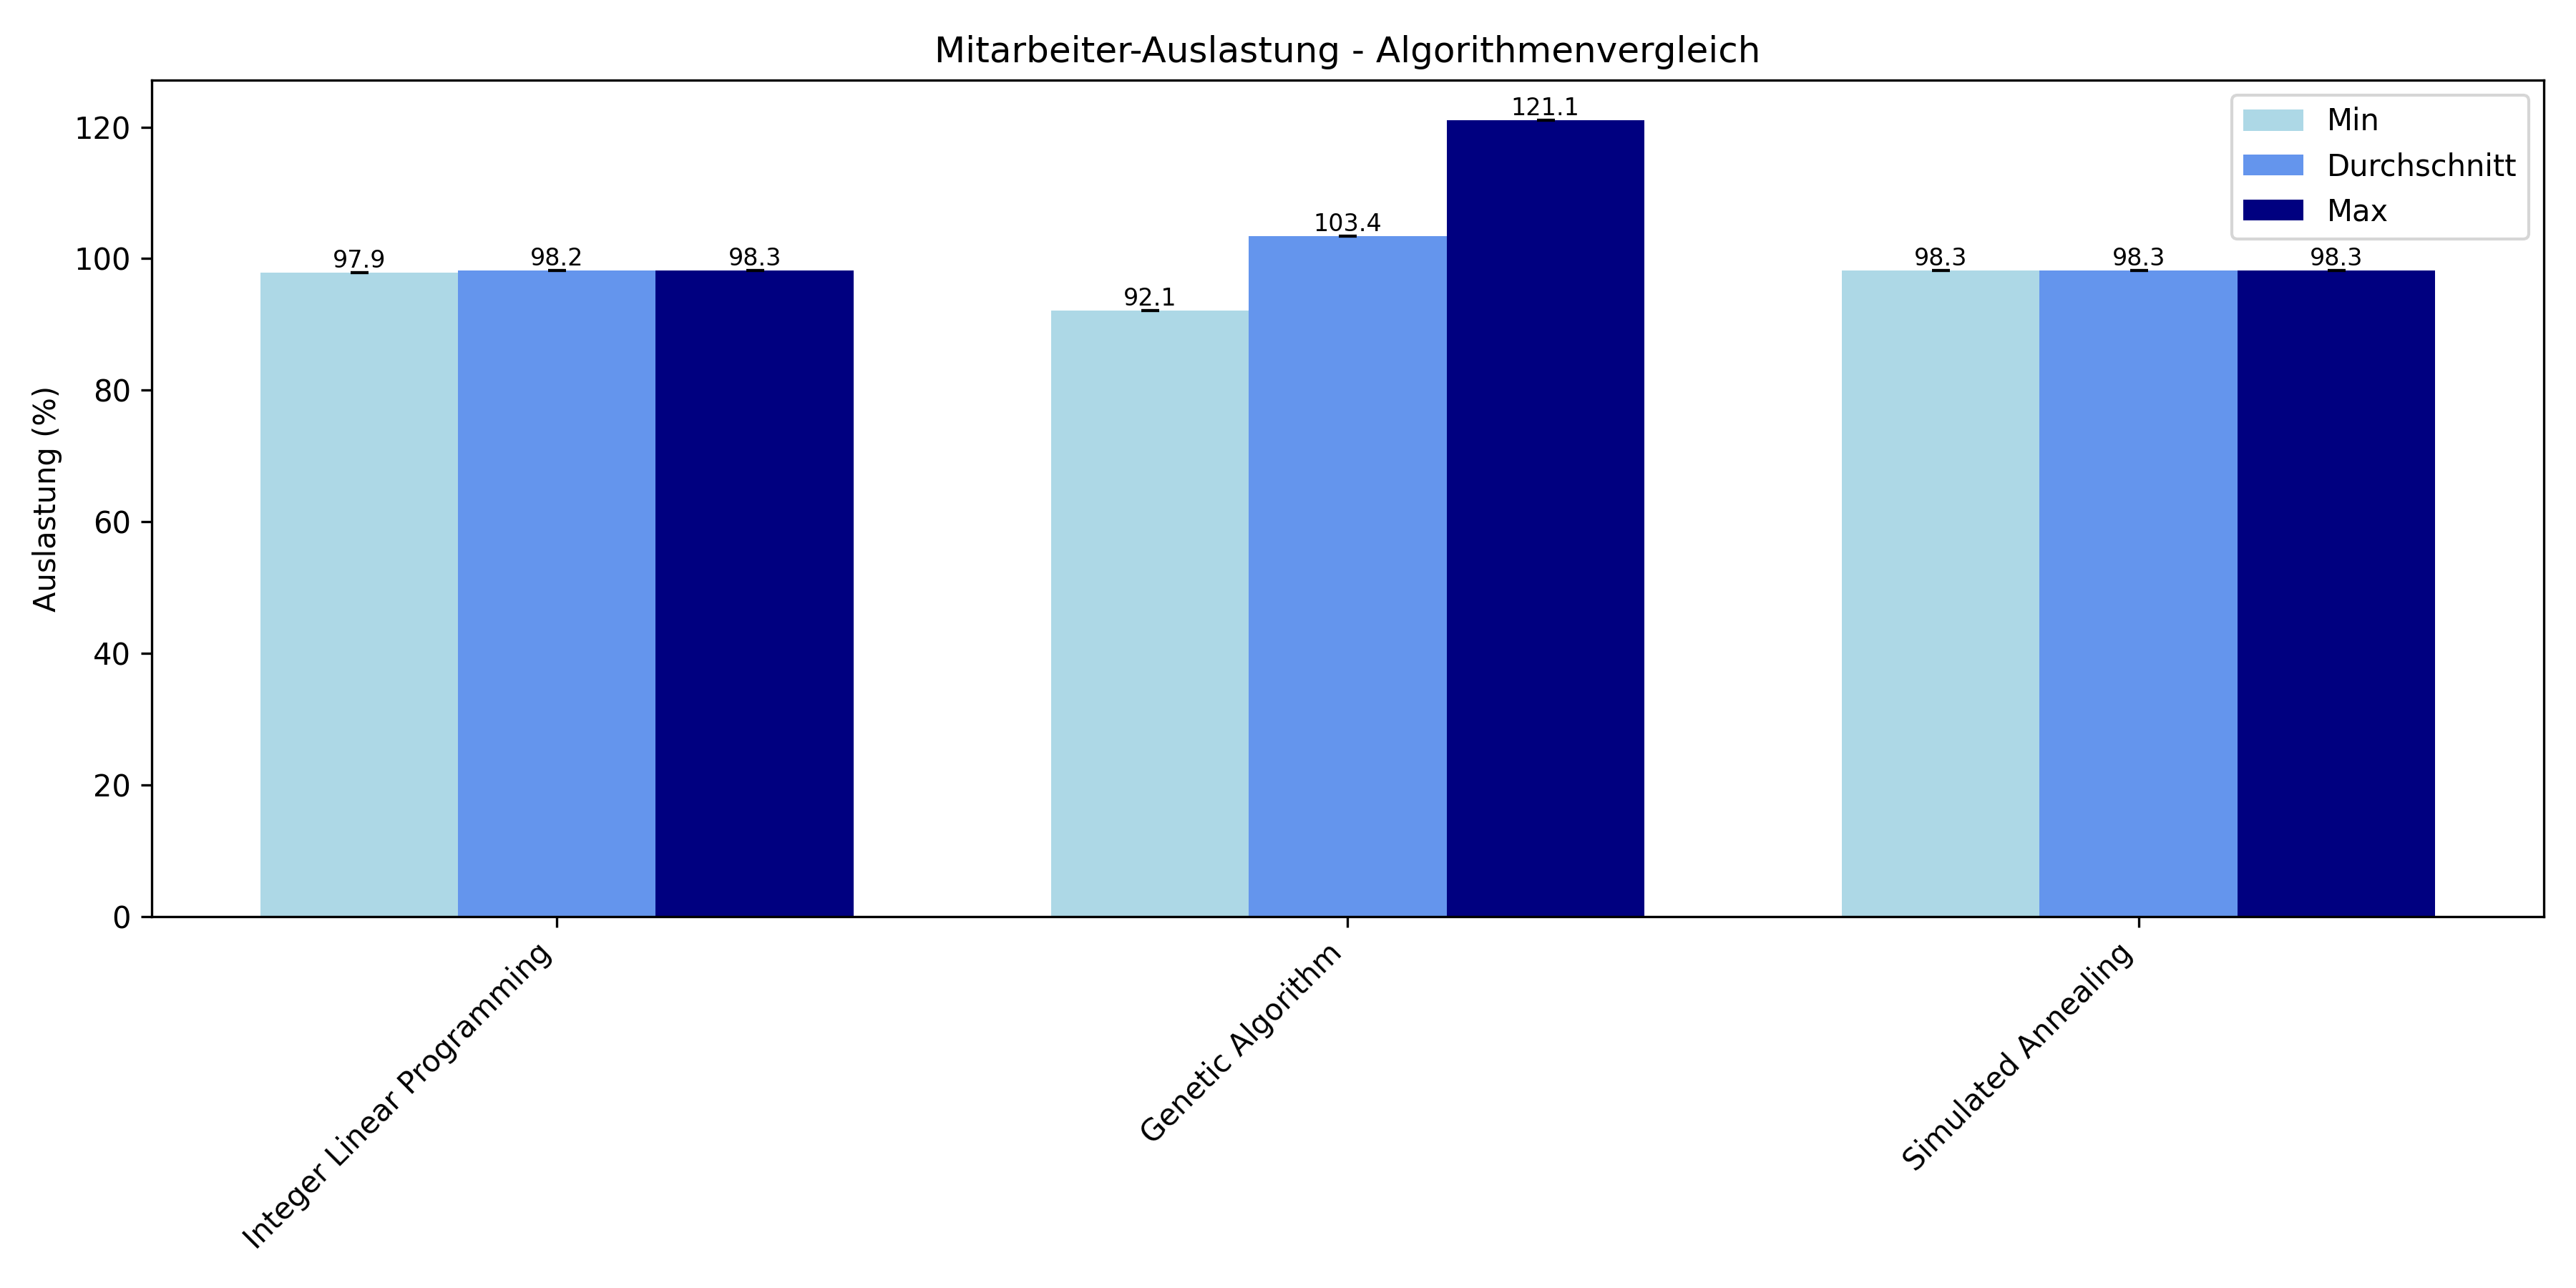 Mitarbeiter-Auslastung - Algorithmenvergleich
Min
Durchschnitt
Max
Auslastung (%)
120
100
80
60
40
20
0
97.9
98.2
98.3
92.1
103.4
121.1
98.3
98.3
98.3
Integer Linear Programming
Genetic Algorithm
Simulated Annealing